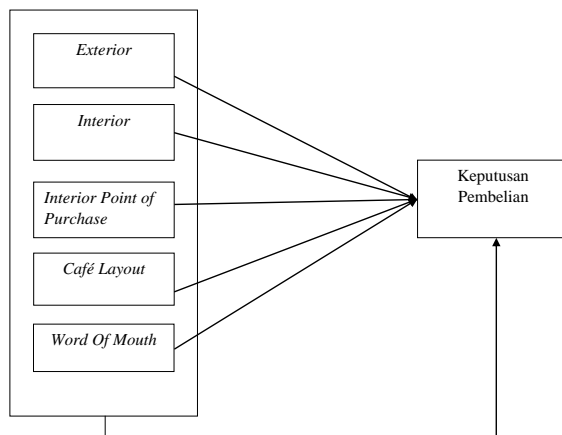 Exterior
Interior
Interior Point of
Purchase
Café Layout
Word Of Mouth
Keputusan
Pembelian